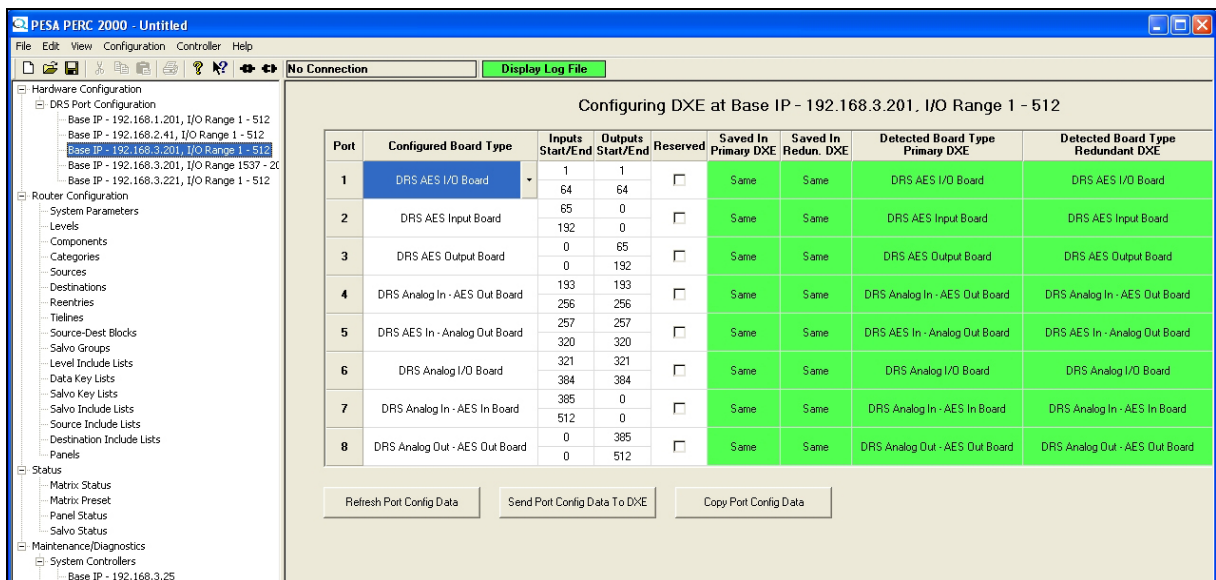 PESA PERC 2000 - Untitled
File Edit View Configuration Controller Help
No Connection
Display Log File
Hardware Configuration
DRS Port Configuration
Base IP - 192.168.1.201, I/O Range 1 - 512
Base IP - 192.168.2.41, I/O Range 1 - 512
Base IP - 192.168.3.201, I/O Range 1 - 512
Base IP - 192.168.3.201, I/O Range 1537 - 20
Base IP - 192.168.3.221, I/O Range 1 - 512
Router Configuration
System Parameters
Levels
Components
Categories
Sources
Destinations
Reentries
Tielines
Source-Dest Blocks
Salvo Groups
Level Include Lists
Data Key Lists
Salvo Key Lists
Salvo Include Lists
Source Include Lists
Destination Include Lists
Panels
Status
Matrix Status
Matrix Preset
Panel Status
Salvo Status
Maintenance/Diagnostics
System Controllers
Base IP - 192.168.3.25
Configuring DXE at Base IP - 192.168.3.201, I/O Range 1 - 512
Port Configured Board Type Inputs Start/End Outputs Start/End Reserved Saved In Primary DXE Saved In Redun. DXE Detected Board Type Primary DXE Detected Board Type Redundant DXE
1 DRS AES I/O Board 1 64 1 64 Same Same DRS AES I/O Board DRS AES I/O Board
2 DRS AES Input Board 65 192 0 0 Same Same DRS AES Input Board DRS AES Input Board
3 DRS AES Output Board 0 0 65 192 Same Same DRS AES Output Board DRS AES Output Board
4 DRS Analog In - AES Out Board 193 256 193 256 Same Same DRS Analog In - AES Out Board DRS Analog In - AES Out Board
5 DRS AES In - Analog Out Board 257 320 257 320 Same Same DRS AES In - Analog Out Board DRS AES In - Analog Out Board
6 DRS Analog I/O Board 321 384 321 384 Same Same DRS Analog I/O Board DRS Analog I/O Board
7 DRS Analog In - AES In Board 385 512 0 0 Same Same DRS Analog In - AES In Board DRS Analog In - AES In Board
8 DRS Analog Out - AES Out Board 0 0 385 512 Same Same DRS Analog Out - AES Out Board DRS Analog Out - AES Out Board
Refresh Port Config Data
Send Port Config Data To DXE
Copy Port Config Data